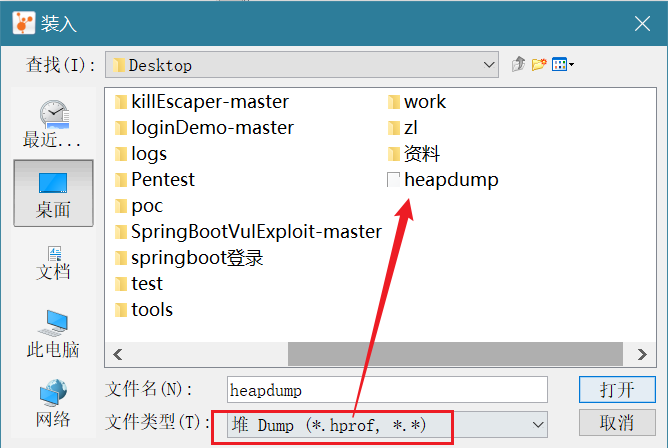 装入
查找(I):
Desktop
最近...
桌面
文档
此电脑
网络
killEscaper-master
loginDemo-master
logs
Pentest
poc
SpringBootVulExploit-master
springboot登录
test
tools
work
zl
资料
heapdump
文件名(N):
heapdump
打开
文件类型(T):
堆 Dump (*.hprof, *.*)
取消